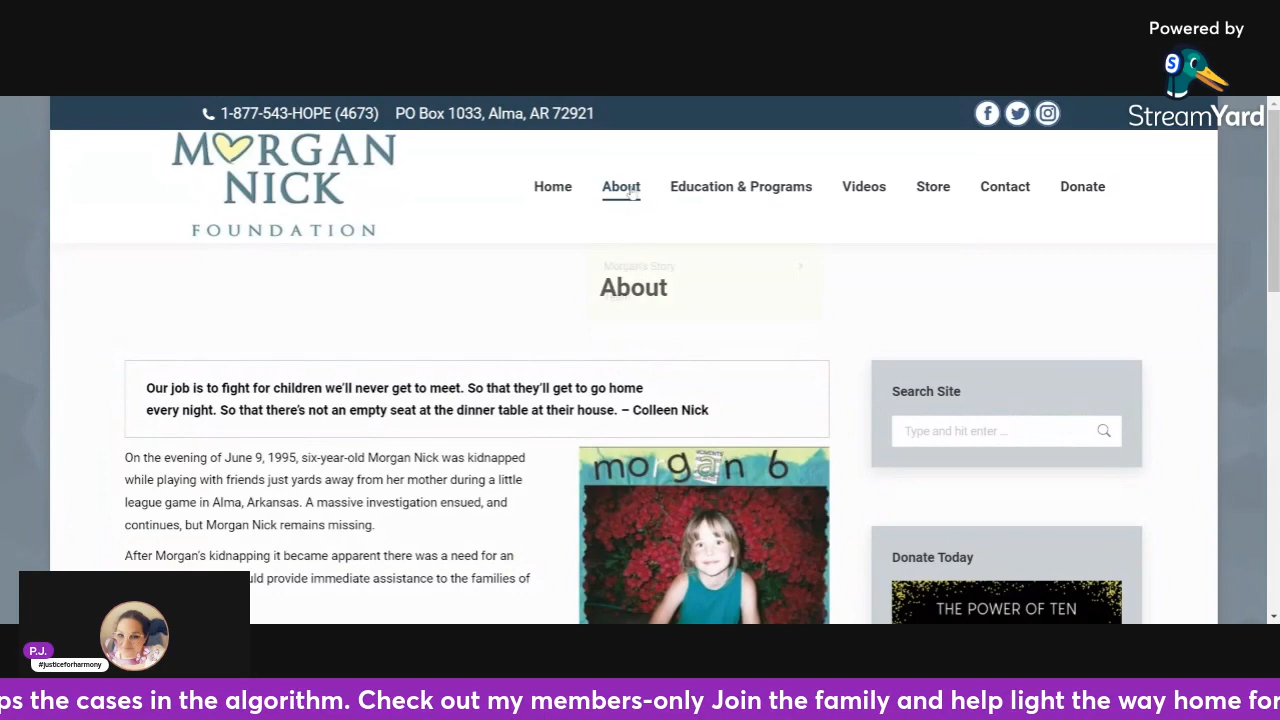 Powered by
StreamYard
1-877-543-HOPE (4673) PO Box 1033, Alma, AR 72921
MORGAN
NICK
FOUNDATION
Home About Education & Programs Videos Store Contact Donate
Morgan's Story
About
Our job is to fight for children we'll never get to meet. So that they'll get to go home
every night. So that there's not an empty seat at the dinner table at their house. – Colleen Nick
On the evening of June 9, 1995, six-year-old Morgan Nick was kidnapped
while playing with friends just yards away from her mother during a little
league game in Alma, Arkansas. A massive investigation ensued, and
continues, but Morgan Nick remains missing.
After Morgan's kidnapping it became apparent there was a need for an
uld provide immediate assistance to the families of
morgan 6
Search Site
Type and hit enter ...
Donate Today
THE POWER OF TEN
P.J.
#justiceforharmony
ps the cases in the algorithm. Check out my members-only Join the family and help light the way home for